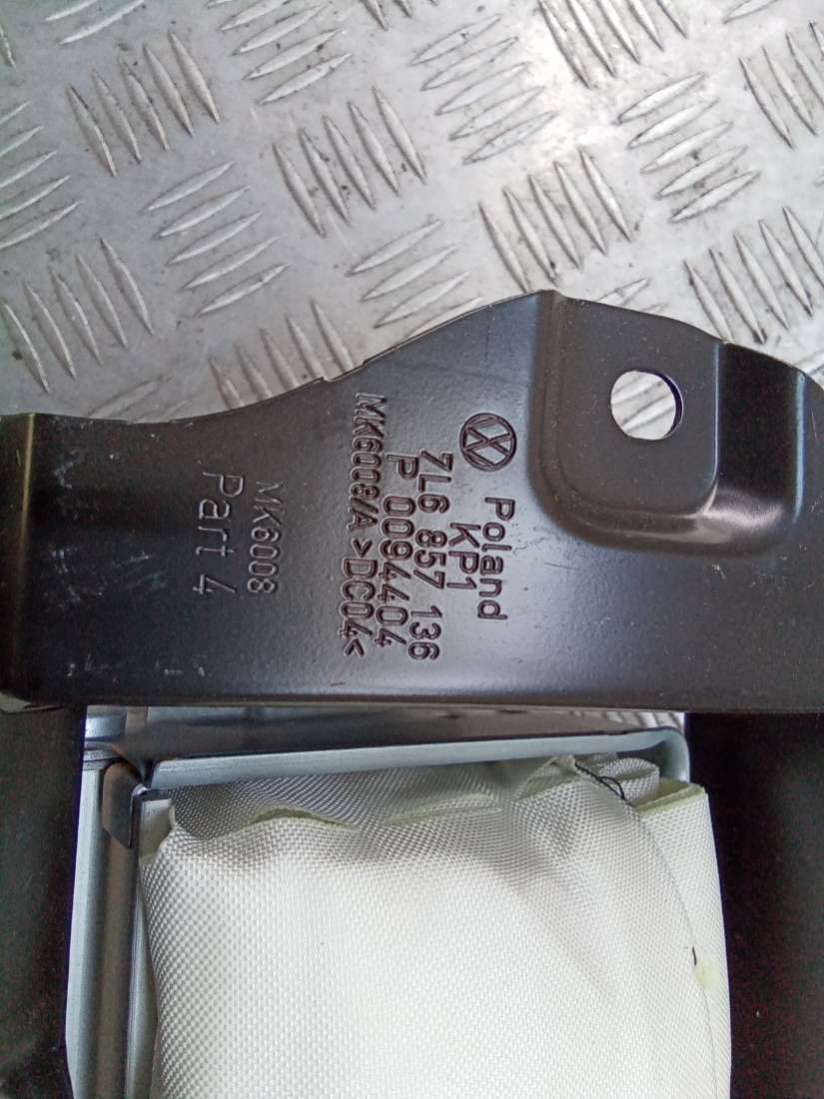 Poland
KP1
7L6 857 136
P 0094404
MK6008/A >DC04<
MK6008
Part 4